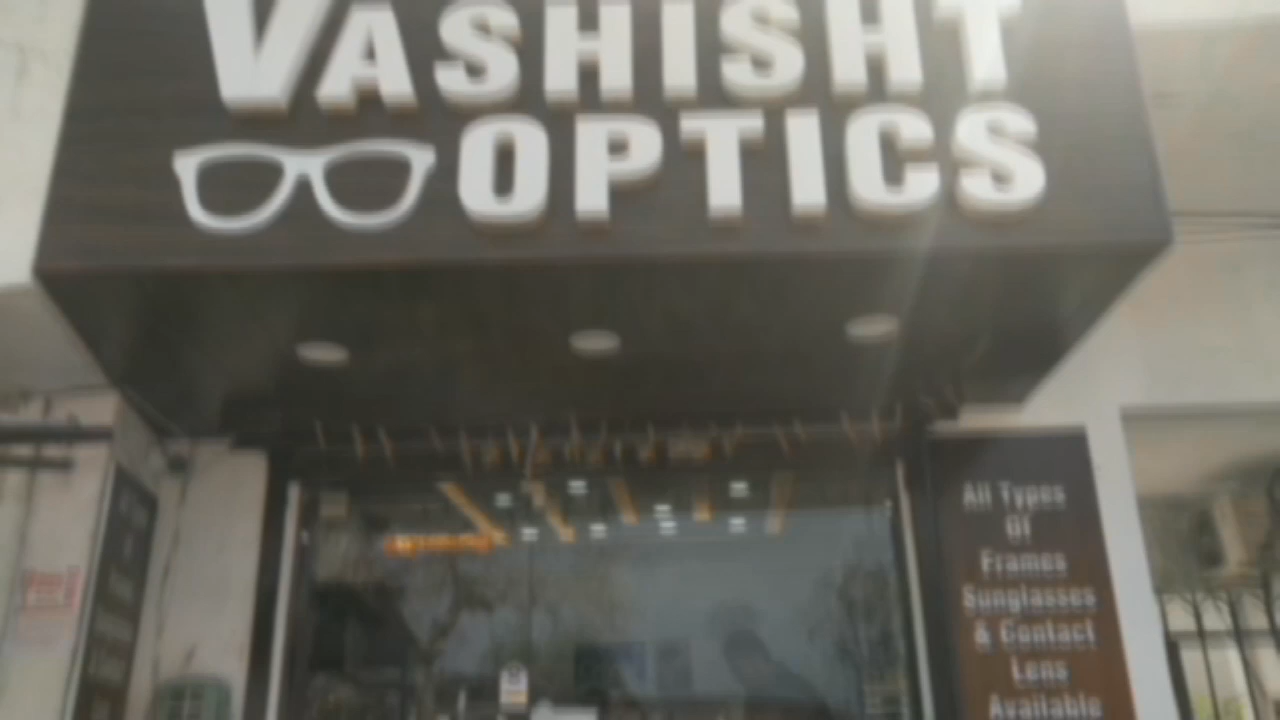 VASHISHT
OPTICS
All Types
Of
Frames
Sunglasses
& Contact
Lens
Available